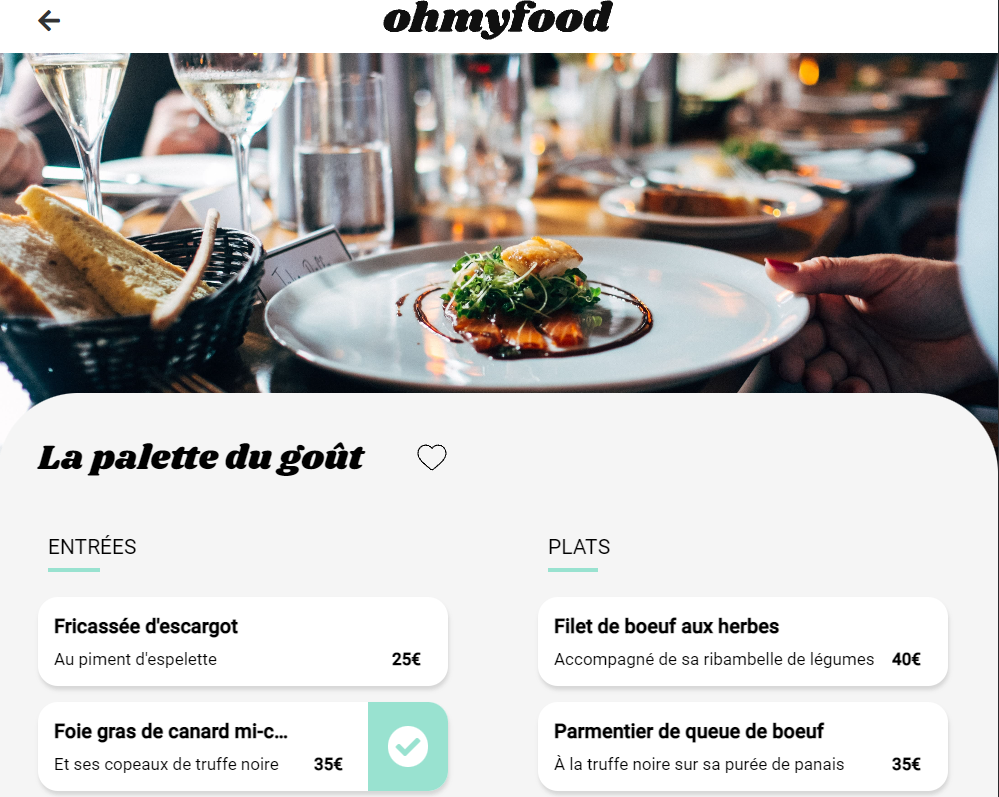 ohmyfood
La palette du goût
ENTRÉES
Fricassée d'escargot
Au piment d'espelette 25€
Foie gras de canard mi-c...
Et ses copeaux de truffe noire 35€
PLATS
Filet de boeuf aux herbes
Accompagné de sa ribambelle de légumes 40€
Parmentier de queue de boeuf
À la truffe noire sur sa purée de panais 35€